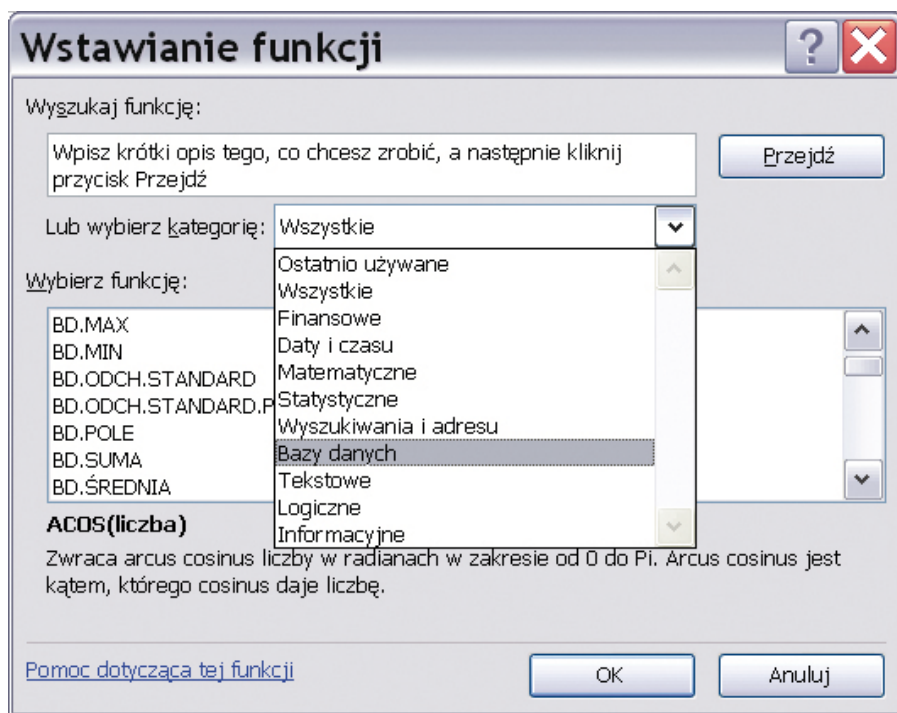 Wstawianie funkcji
Wyszukaj funkcję:
Wpisz krótki opis tego, co chcesz zrobić, a następnie kliknij
przycisk Przejdź
Przejdź
Lub wybierz kategorię:
Wszystkie
Ostatnio używane
Wszystkie
Finansowe
Daty i czasu
Matematyczne
Statystyczne
Wyszukiwania i adresu
Bazy danych
Tekstowe
Logiczne
Informacyjne
Wybierz funkcję:
BD.MAX
BD.MIN
BD.ODCH.STANDARD
BD.ODCH.STANDARD.P
BD.POLE
BD.SUMA
BD.ŚREDNIA
ACOS(liczba)
Zwraca arcus cosinus liczby w radianach w zakresie od 0 do Pi. Arcus cosinus jest
kątem, którego cosinus daje liczbę.
Pomoc dotycząca tej funkcji
OK
Anuluj